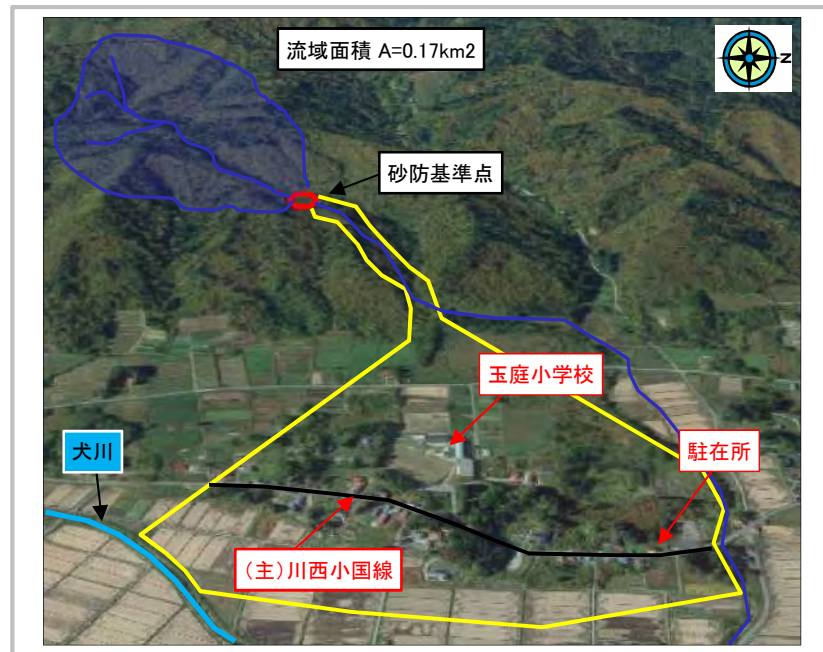 流域面積 A=0.17km2
N
砂防基準点
玉庭小学校
犬川
駐在所
(主)川西小国線